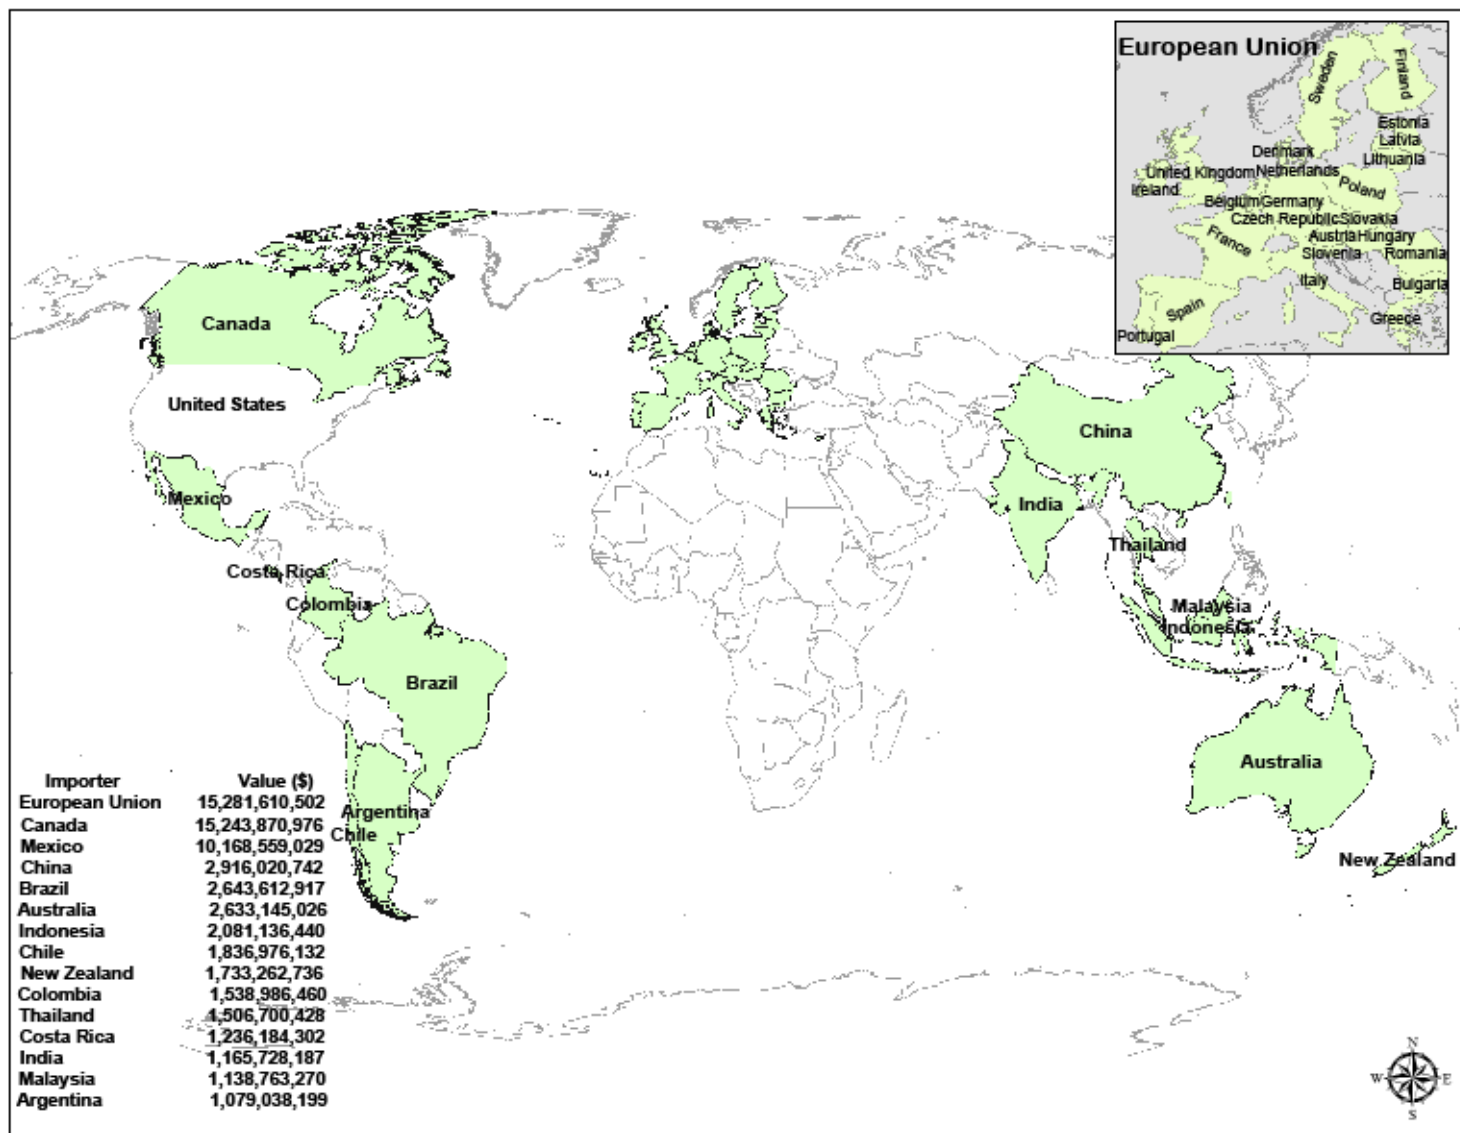 European Union
Sweden
Finland
Estonia
Latvia
Lithuania
Denmark
United Kingdom
Netherlands
Ireland
Poland
Belgium
Germany
Czech Republic
Slovakia
France
Austria
Hungary
Slovenia
Romania
Italy
Bulgaria
Spain
Greece
Portugal
Canada
United States
Mexico
Costa Rica
Colombia
Brazil
Argentina
Chile
China
India
Thailand
Malaysia
Indonesia
Australia
New Zealand
Importer Value ($)
European Union 15,281,610,502
Canada 15,243,870,976
Mexico 10,168,559,029
China 2,916,020,742
Brazil 2,643,612,917
Australia 2,633,145,026
Indonesia 2,081,136,440
Chile 1,836,976,132
New Zealand 1,733,262,736
Colombia 1,538,986,460
Thailand 1,506,700,428
Costa Rica 1,236,184,302
India 1,165,728,187
Malaysia 1,138,763,270
Argentina 1,079,038,199
N
W E
S